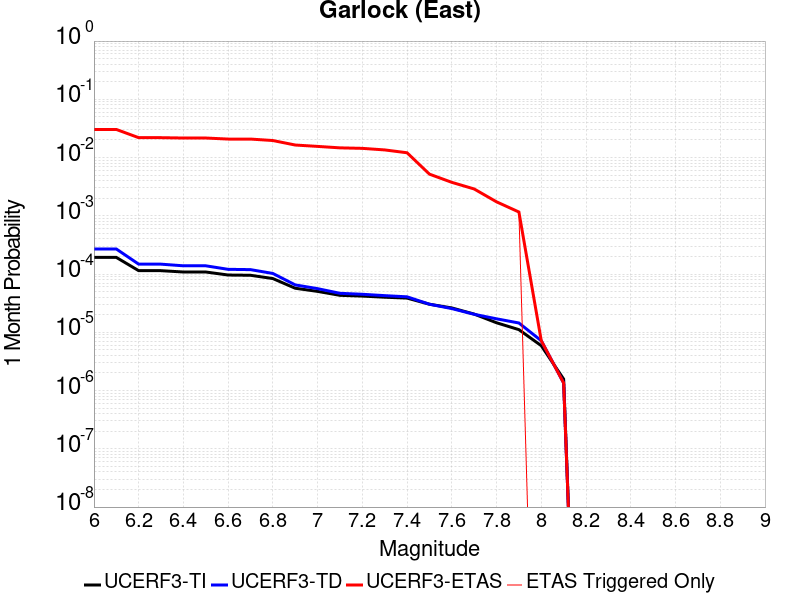 Garlock (East)
10^0
10^-1
10^-2
10^-3
10^-4
10^-5
10^-6
10^-7
10^-8
1 Month Probability
6 6.2 6.4 6.6 6.8 7 7.2 7.4 7.6 7.8 8 8.2 8.4 8.6 8.8 9
Magnitude
UCERF3-TI UCERF3-TD UCERF3-ETAS ETAS Triggered Only